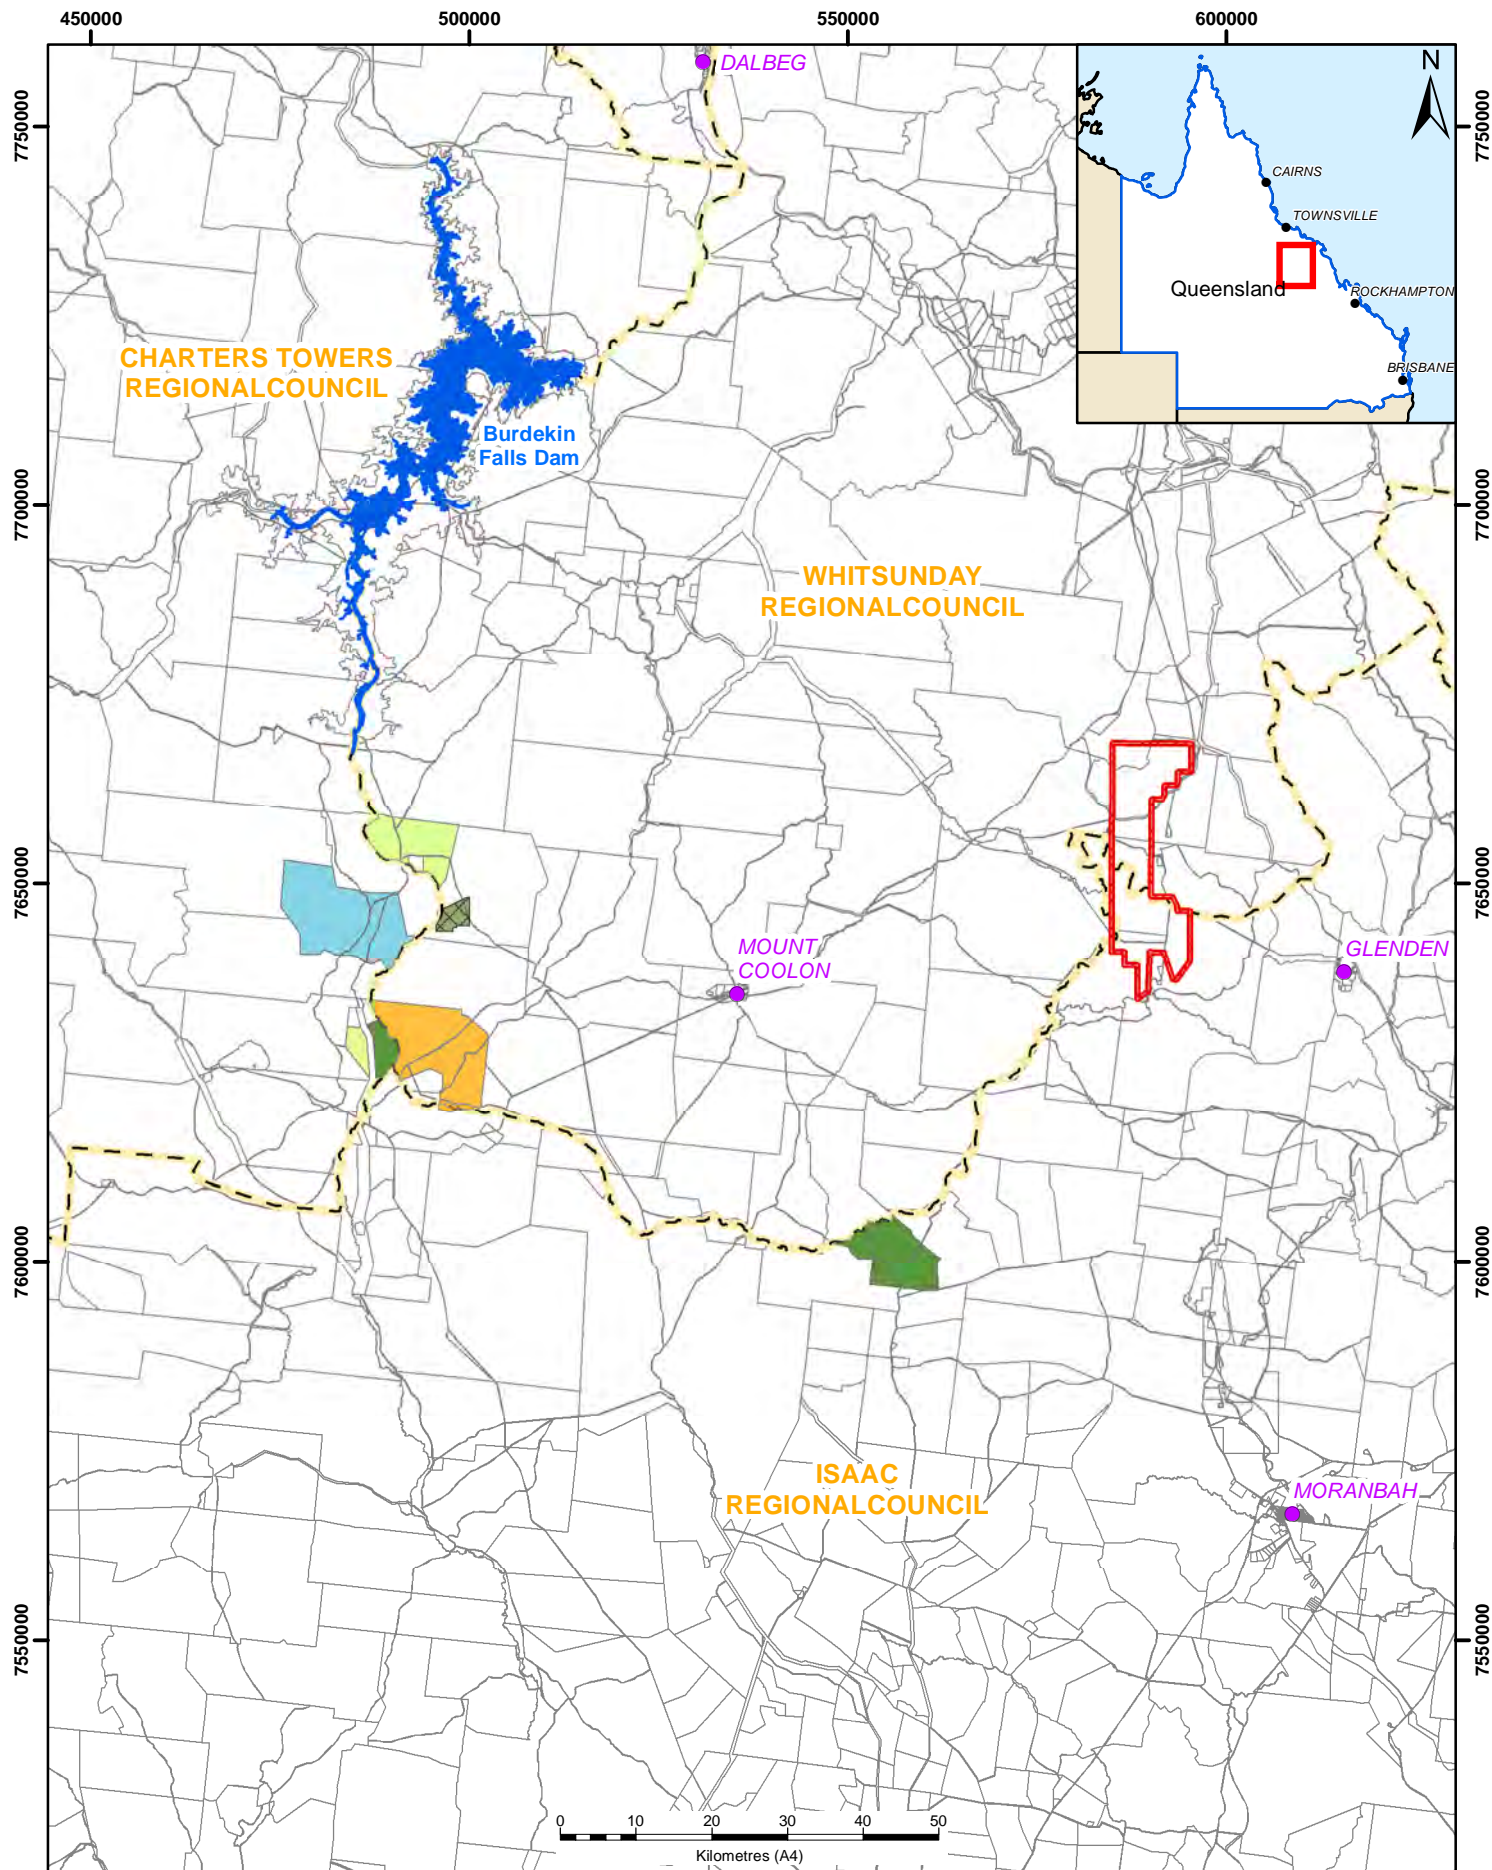 450000
500000
550000
600000
DALBEG
N
7750000
7750000
CAIRNS
TOWNSVILLE
Queensland
ROCKHAMPTON
BRISBANE
CHARTERS TOWERS
REGIONALCOUNCIL
Burdekin
Falls Dam
7700000
7700000
WHITSUNDAY
REGIONALCOUNCIL
7650000
7650000
MOUNT
COOLON
GLENDEN
7600000
7600000
ISAAC
REGIONALCOUNCIL
MORANBAH
7550000
7550000
0 10 20 30 40 50
Kilometres (A4)